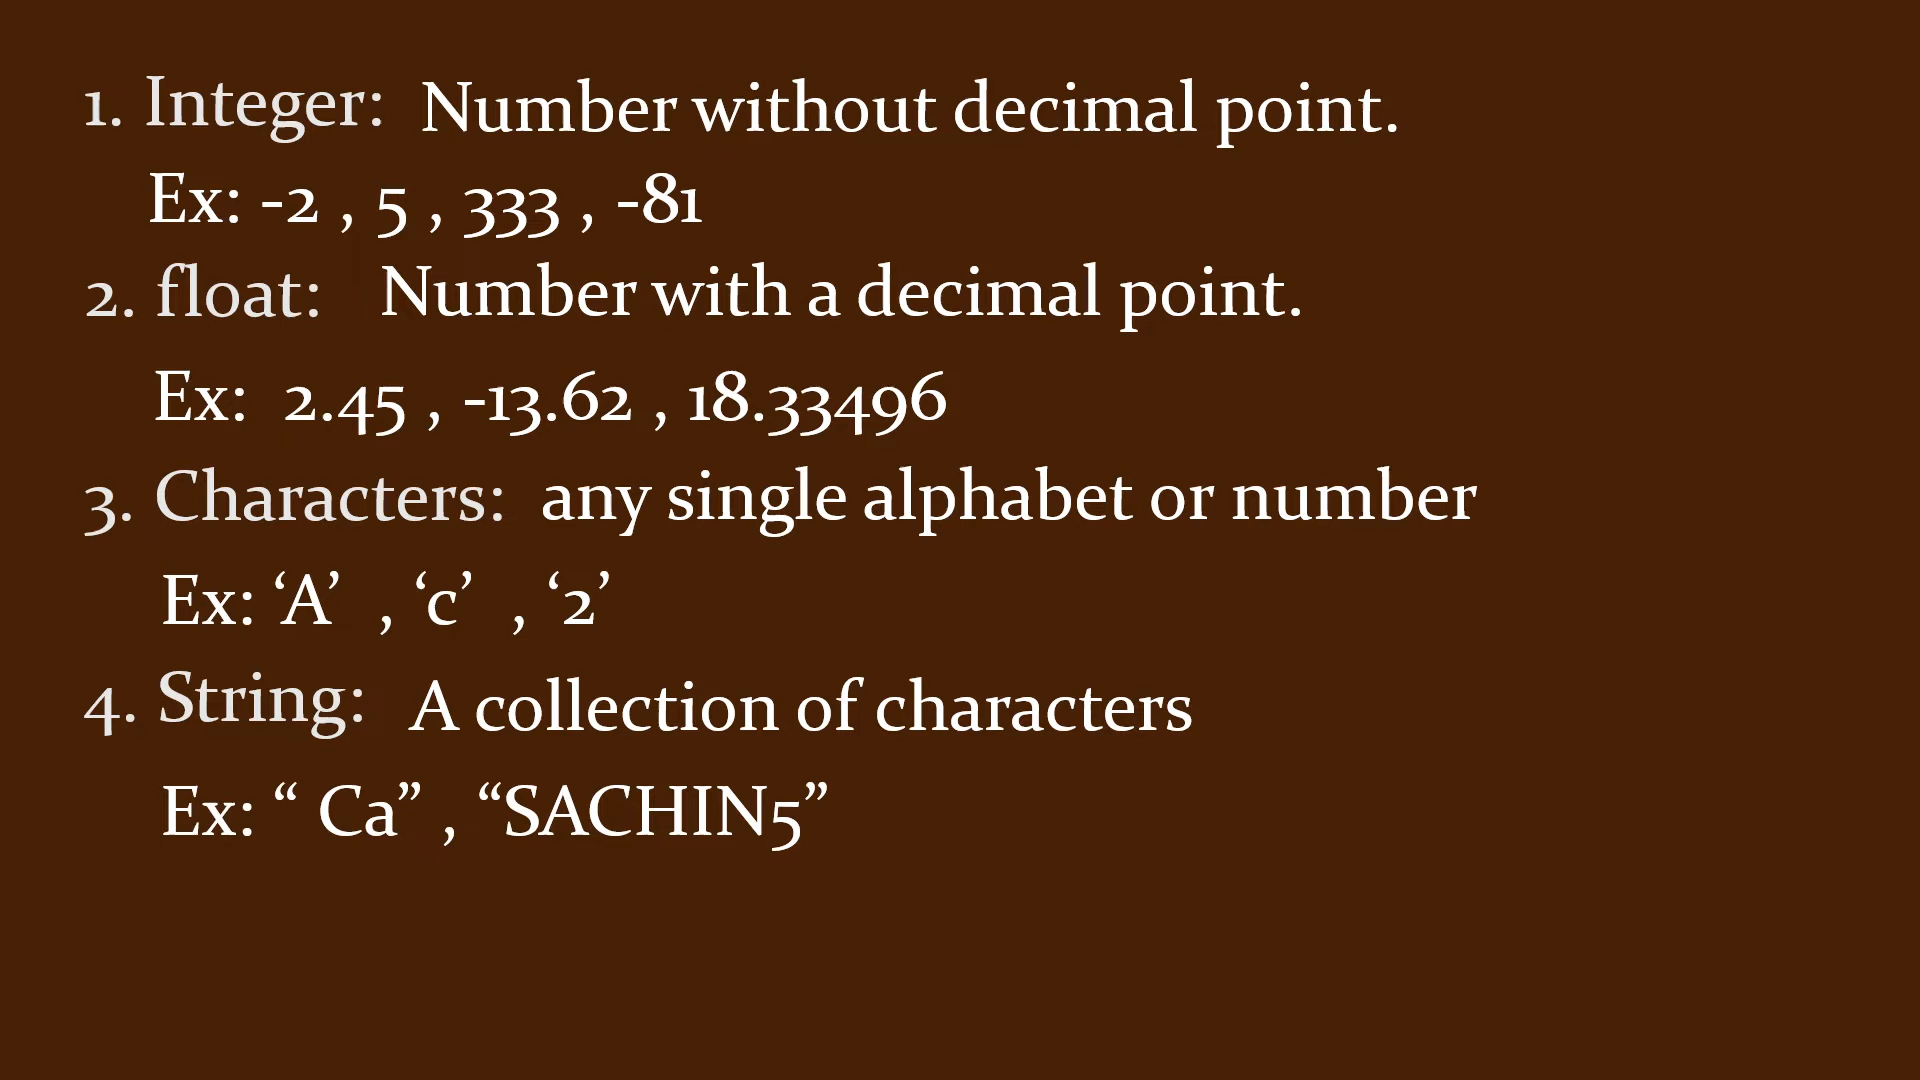 1. Integer: Number without decimal point.
Ex: -2 , 5 , 333 , -81
2. float: Number with a decimal point.
Ex: 2.45 , -13.62 , 18.33496
3. Characters: any single alphabet or number
Ex: ‘A’ , ‘c’ , ‘2’
4. String: A collection of characters
Ex: “ Ca” , “SACHIN5”